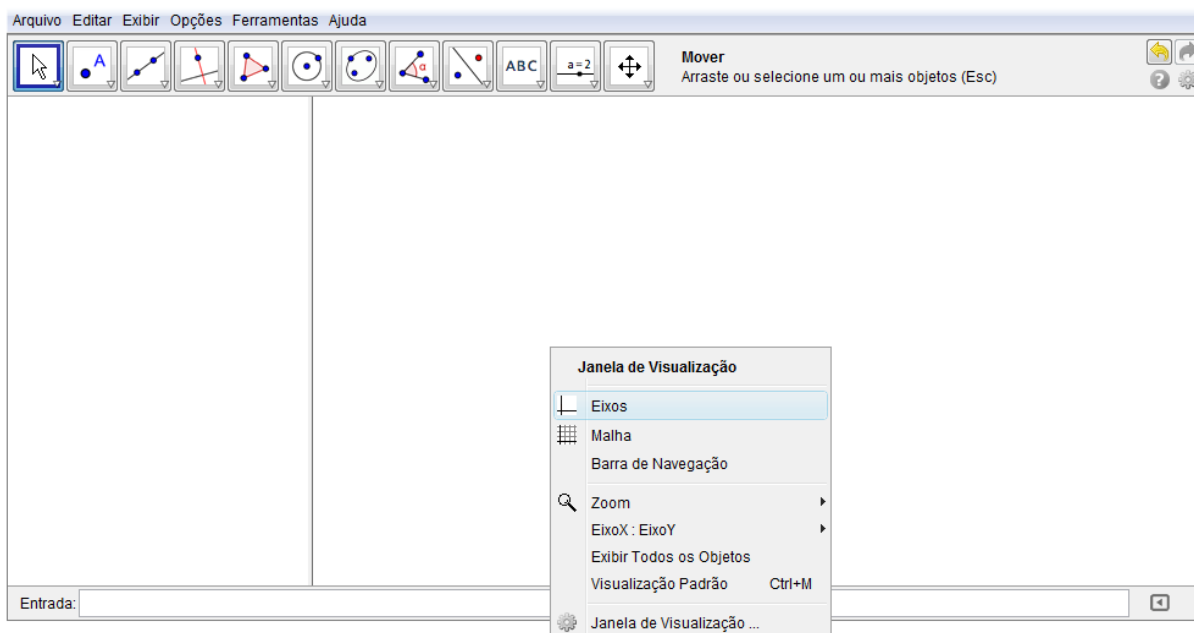 Arquivo Editar Exibir Opções Ferramentas Ajuda
A
α
ABC
a=2
Mover
Arraste ou selecione um ou mais objetos (Esc)
?
Janela de Visualização
Eixos
Malha
Barra de Navegação
Zoom
EixoX : EixoY
Exibir Todos os Objetos
Visualização Padrão Ctrl+M
Janela de Visualização ...
Entrada: